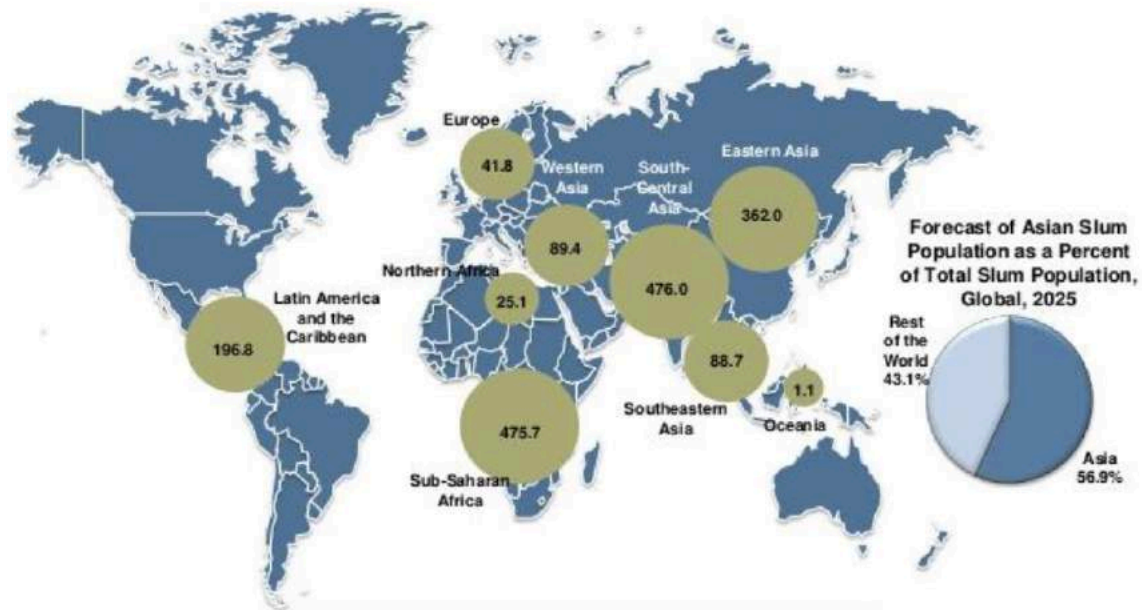 Europe
41.8
Western
Asia
89.4
South-
Central
Asia
476.0
Eastern Asia
362.0
Northern Africa
25.1
Latin America
and the
Caribbean
196.8
475.7
Sub-Saharan
Africa
88.7
Southeastern
Asia
1.1
Oceania
Forecast of Asian Slum
Population as a Percent
of Total Slum Population,
Global, 2025
Rest
of the
World
43.1%
Asia
56.9%